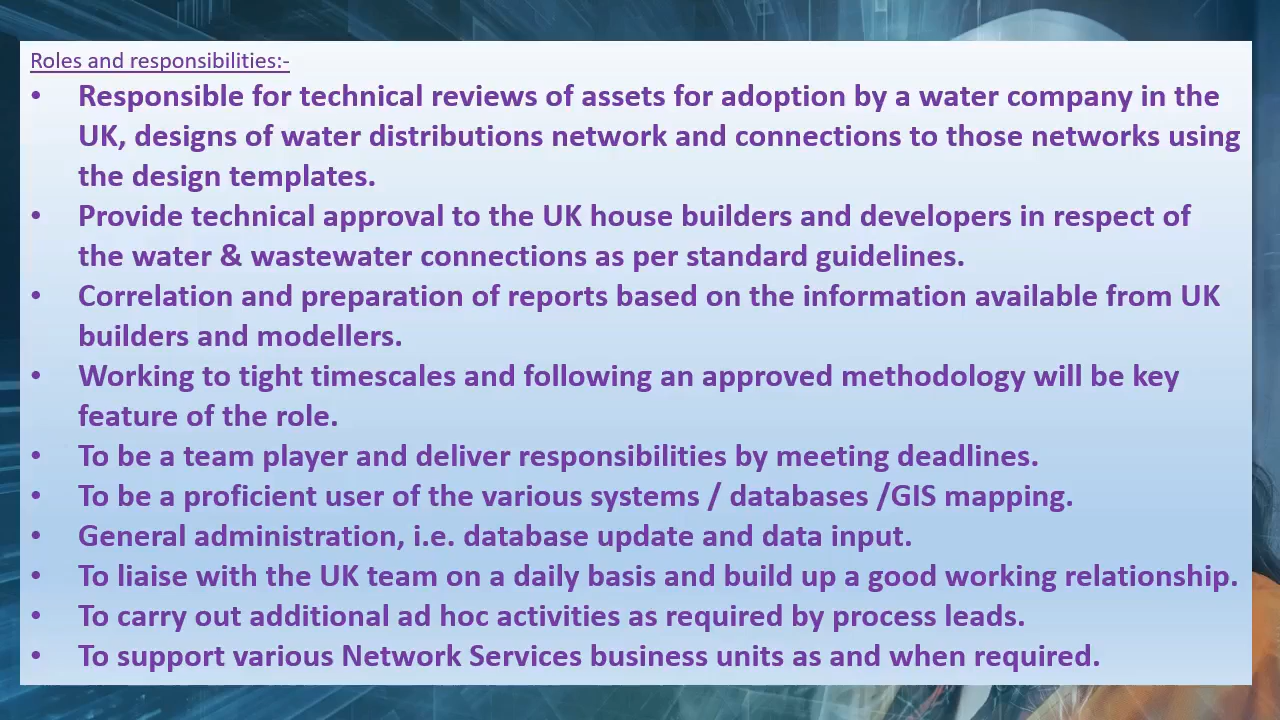 Roles and responsibilities:-
• Responsible for technical reviews of assets for adoption by a water company in the
UK, designs of water distributions network and connections to those networks using
the design templates.
• Provide technical approval to the UK house builders and developers in respect of
the water & wastewater connections as per standard guidelines.
• Correlation and preparation of reports based on the information available from UK
builders and modellers.
• Working to tight timescales and following an approved methodology will be key
feature of the role.
• To be a team player and deliver responsibilities by meeting deadlines.
• To be a proficient user of the various systems / databases /GIS mapping.
• General administration, i.e. database update and data input.
• To liaise with the UK team on a daily basis and build up a good working relationship.
• To carry out additional ad hoc activities as required by process leads.
• To support various Network Services business units as and when required.